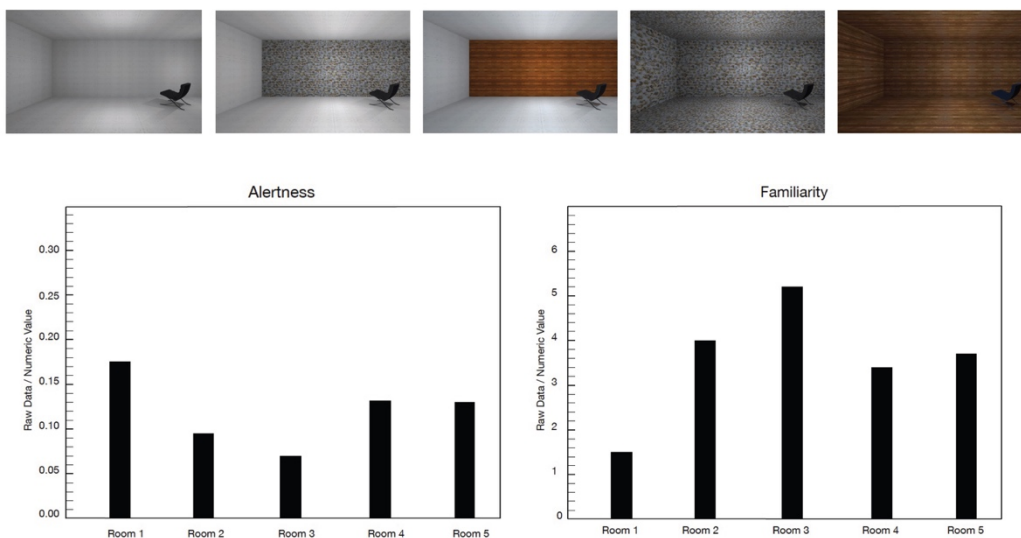 Alertness
Raw Data / Numeric Value
0.30
0.25
0.20
0.15
0.10
0.05
0.00
Room 1
Room 2
Room 3
Room 4
Room 5
Familiarity
Raw Data / Numeric Value
6
5
4
3
2
1
0
Room 1
Room 2
Room 3
Room 4
Room 5